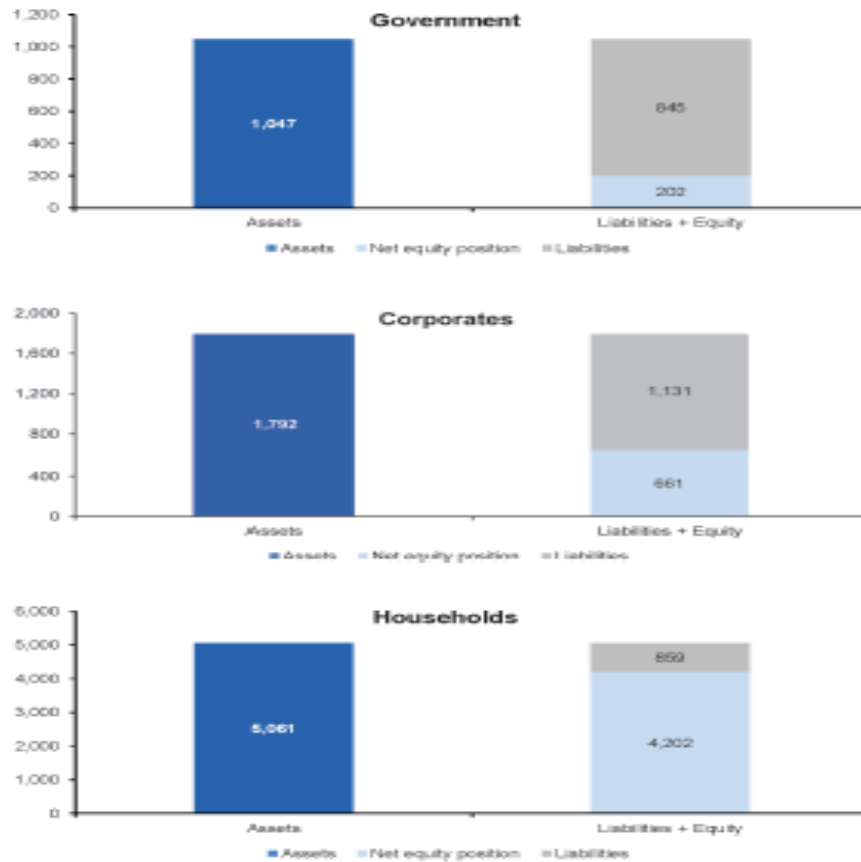 Government
1,200
1,000
800
600
400
200
0
1,047
845
202
Assets
Liabilities + Equity
Assets Net equity position Liabilities
Corporates
2,000
1,600
1,200
800
400
0
1,792
1,131
661
Assets
Liabilities + Equity
Assets Net equity position Liabilities
Households
6,000
5,000
4,000
3,000
2,000
1,000
0
5,061
859
4,202
Assets
Liabilities + Equity
Assets Net equity position Liabilities